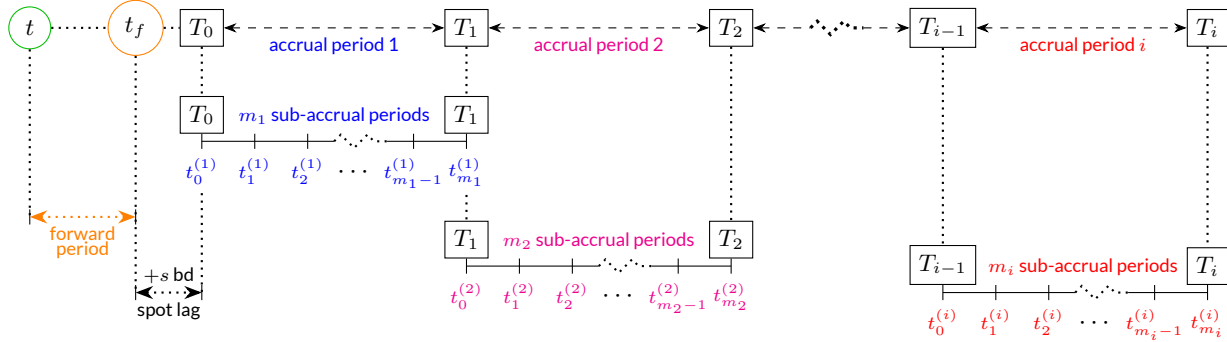 t t_f T_0 T_1 T_2 T_{i−1} T_i
accrual period 1 accrual period 2 accrual period i
T_0 m_1 sub-accrual periods T_1
t_0^{(1)} t_1^{(1)} t_2^{(1)} ⋯ t_{m_1−1}^{(1)} t_{m_1}^{(1)}
forward
period
T_1 m_2 sub-accrual periods T_2
t_0^{(2)} t_1^{(2)} t_2^{(2)} ⋯ t_{m_2−1}^{(2)} t_{m_2}^{(2)}
+s bd
spot lag
T_{i−1} m_i sub-accrual periods T_i
t_0^{(i)} t_1^{(i)} t_2^{(i)} ⋯ t_{m_i−1}^{(i)} t_{m_i}^{(i)}